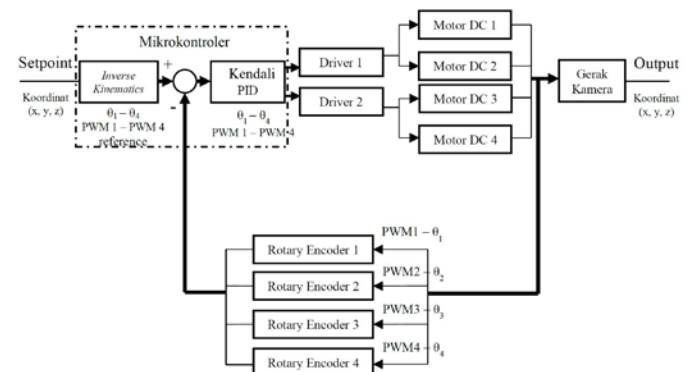 Mikrokontroler
Setpoint
Koordinat
(x, y, z)
Inverse
Kinematics
θ1 – θ4
PWM 1 – PWM 4
reference
+
-
Kendali
PID
θ1 – θ4
PWM 1 – PWM 4
Driver 1
Driver 2
Motor DC 1
Motor DC 2
Motor DC 3
Motor DC 4
Gerak
Kamera
Output
Koordinat
(x, y, z)
Rotary Encoder 1
PWM1 – θ1
Rotary Encoder 2
PWM2 – θ2
Rotary Encoder 3
PWM3 – θ3
Rotary Encoder 4
PWM4 – θ4